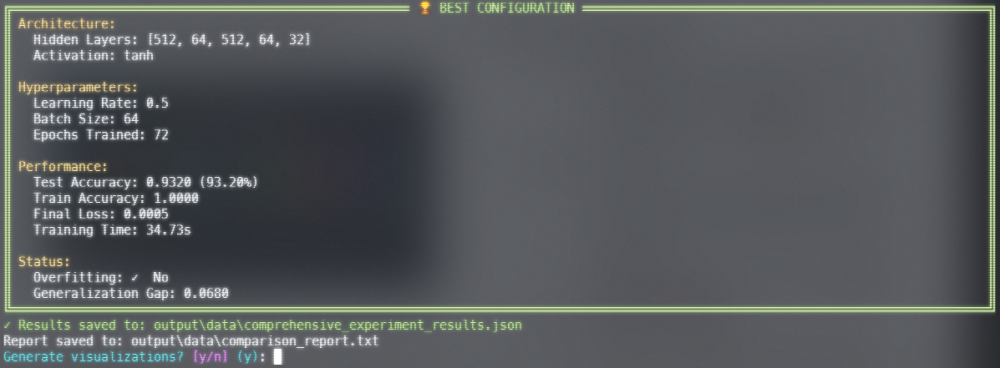 🏆 BEST CONFIGURATION
Architecture:
Hidden Layers: [512, 64, 512, 64, 32]
Activation: tanh
Hyperparameters:
Learning Rate: 0.5
Batch Size: 64
Epochs Trained: 72
Performance:
Test Accuracy: 0.9320 (93.20%)
Train Accuracy: 1.0000
Final Loss: 0.0005
Training Time: 34.73s
Status:
Overfitting: ✓ No
Generalization Gap: 0.0680
✓ Results saved to: output\data\comprehensive_experiment_results.json
Report saved to: output\data\comparison_report.txt
Generate visualizations? [y/n] (y):